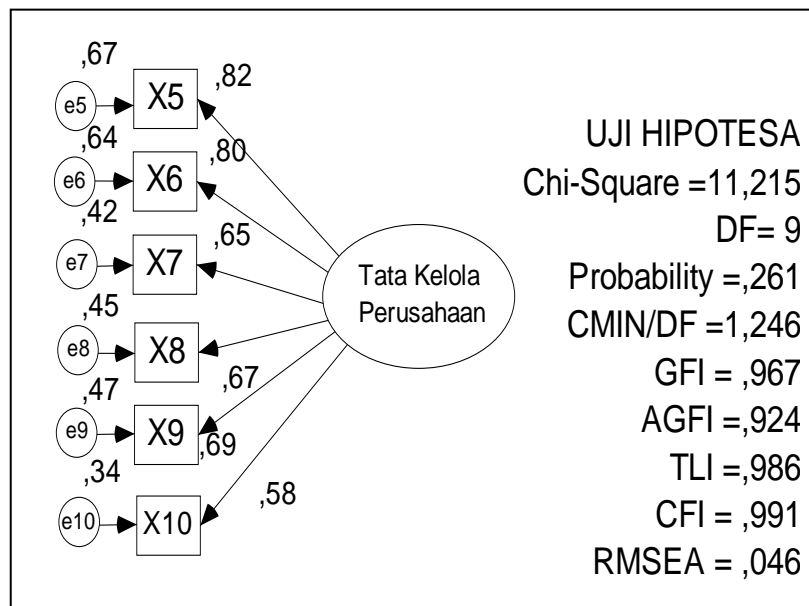 ,67
,82
e5
X5
,64
,80
e6
X6
,42
,65
e7
X7
,45
e8
X8
,67
,47
e9
X9
,69
,34
e10
X10
,58
Tata Kelola
Perusahaan
UJI HIPOTESA
Chi-Square =11,215
DF= 9
Probability =,261
CMIN/DF =1,246
GFI = ,967
AGFI =,924
TLI =,986
CFI = ,991
RMSEA = ,046